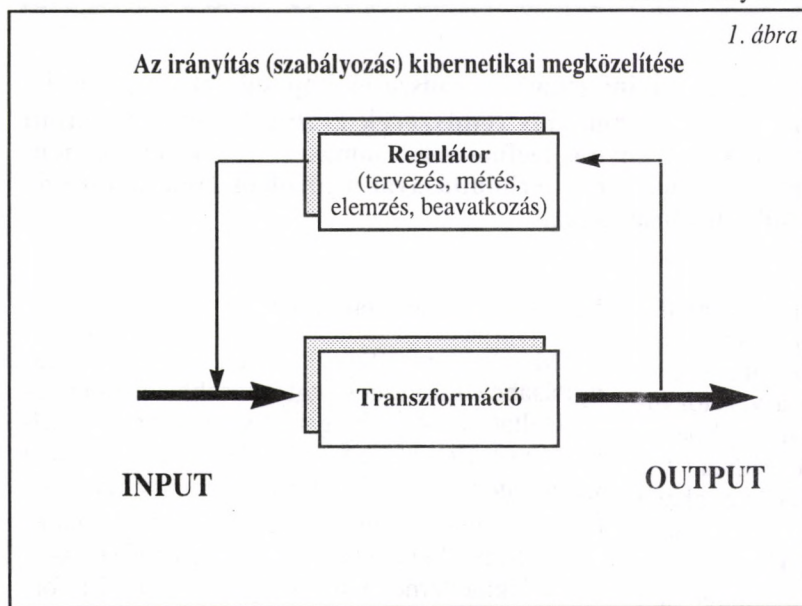 1. ábra
Az irányítás (szabályozás) kibernetikai megközelítése
Regulátor
(tervezés, mérés,
elemzés, beavatkozás)
Transzformáció
INPUT
OUTPUT